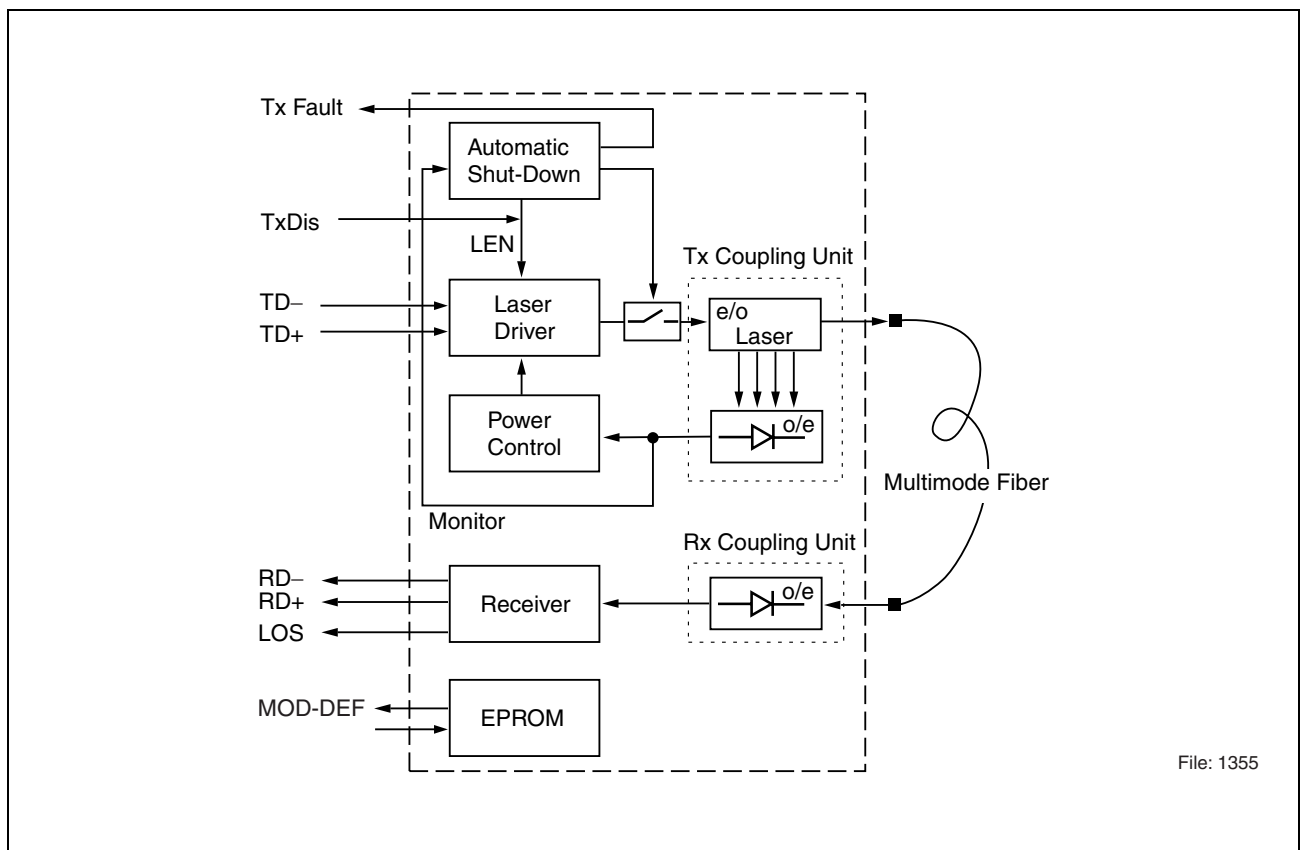 Tx Fault
Automatic
Shut-Down
TxDis
LEN
Tx Coupling Unit
TD–
TD+
Laser
Driver
e/o
Laser
Power
Control
o/e
Multimode Fiber
Monitor
Rx Coupling Unit
RD–
RD+
LOS
Receiver
o/e
MOD-DEF
EPROM
File: 1355